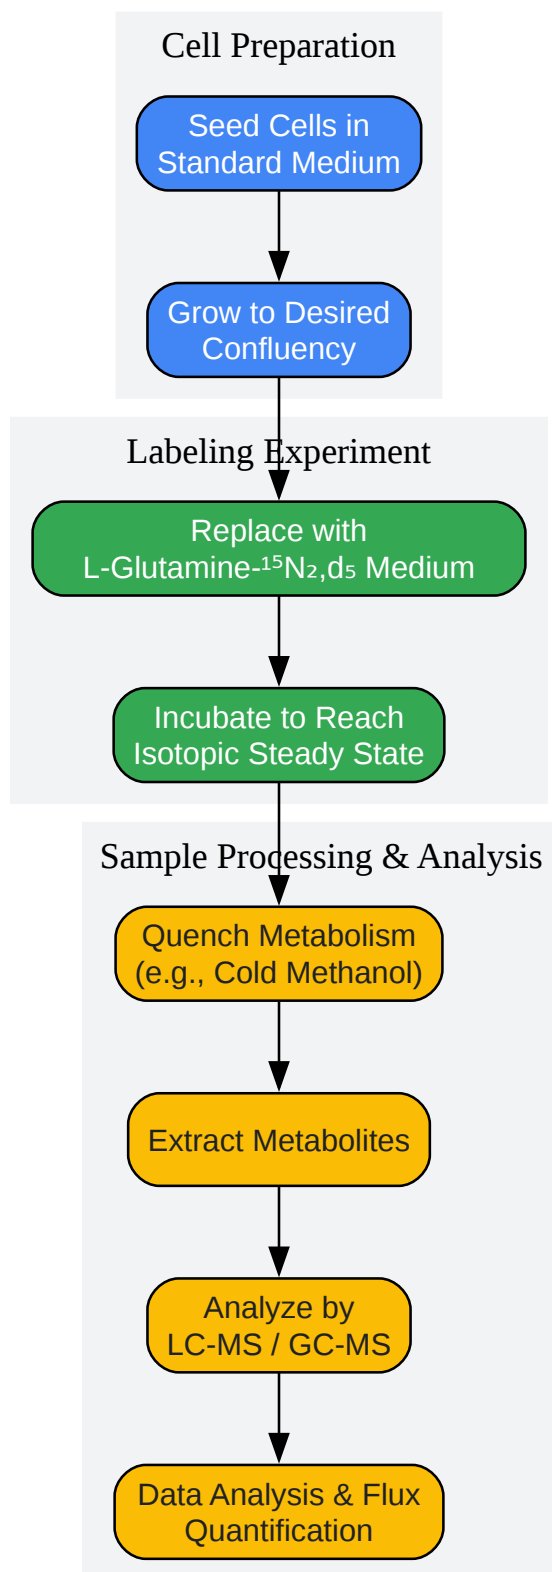 Cell Preparation
Seed Cells in
Standard Medium
Grow to Desired
Confluency
Labeling Experiment
Replace with
L-Glutamine-¹⁵N₂,d₅ Medium
Incubate to Reach
Isotopic Steady State
Sample Processing & Analysis
Quench Metabolism
(e.g., Cold Methanol)
Extract Metabolites
Analyze by
LC-MS / GC-MS
Data Analysis & Flux
Quantification